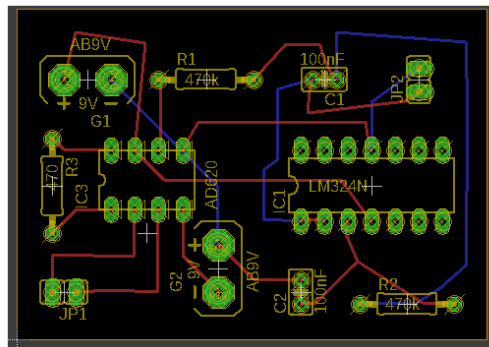 AB9V
+ 9V -
G1
R1
470k
100nF
C1
JP2
R3
470
IC3
AD620
IC1
LM324N
+
9V
-
G2
AB9V
C2
100nF
R2
470k
JP1